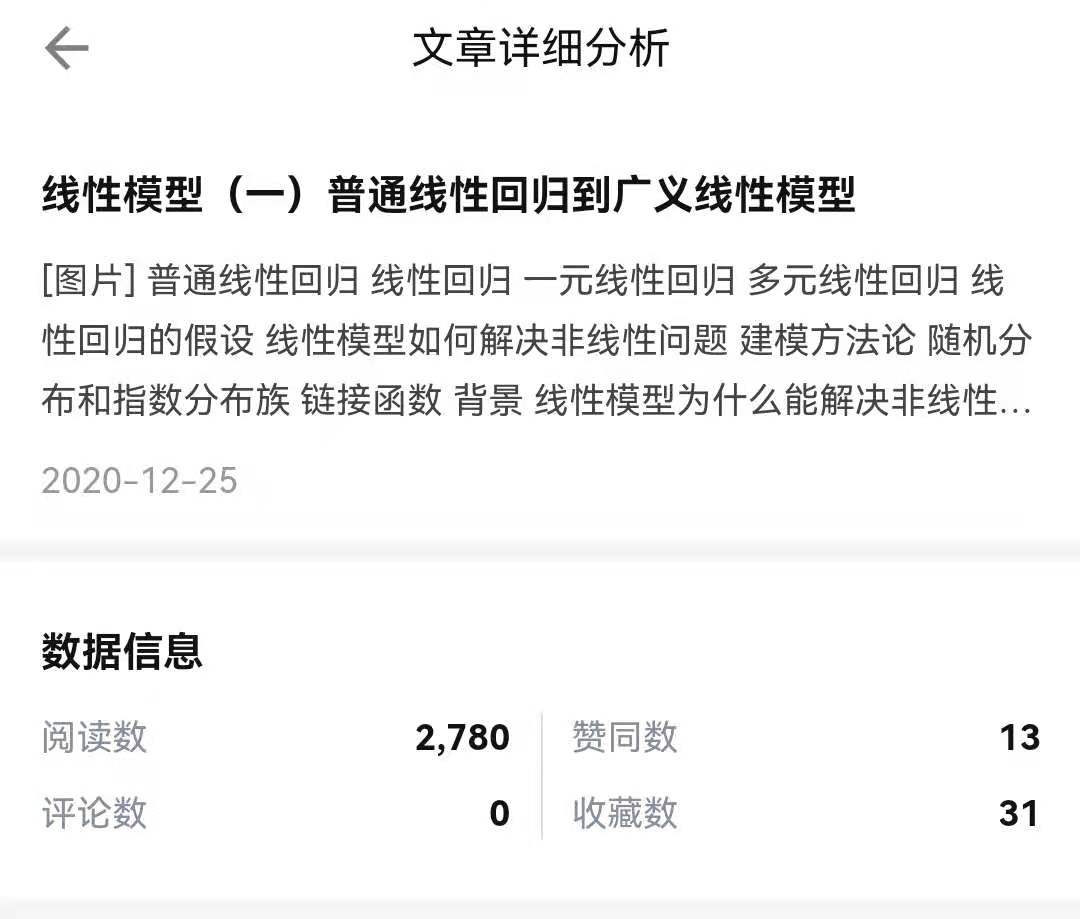 文章详细分析
线性模型（一）普通线性回归到广义线性模型
[图片] 普通线性回归 线性回归 一元线性回归 多元线性回归 线
性回归的假设 线性模型如何解决非线性问题 建模方法论 随机分
布和指数分布族 链接函数 背景 线性模型为什么能解决非线性...
2020-12-25
数据信息
阅读数 2,780 赞同数 13
评论数 0 收藏数 31